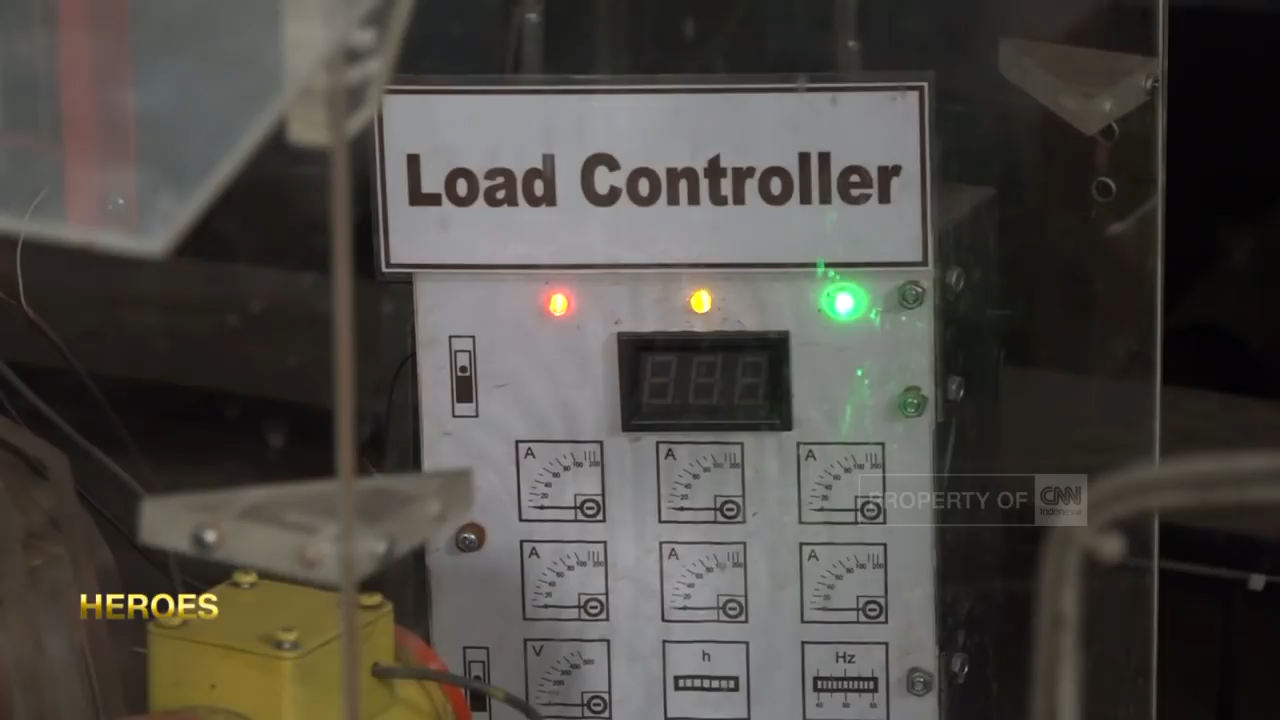 Load Controller
A
A
A
PROPERTY OF CNN Indonesia
A
A
A
HEROES
V
h
Hz